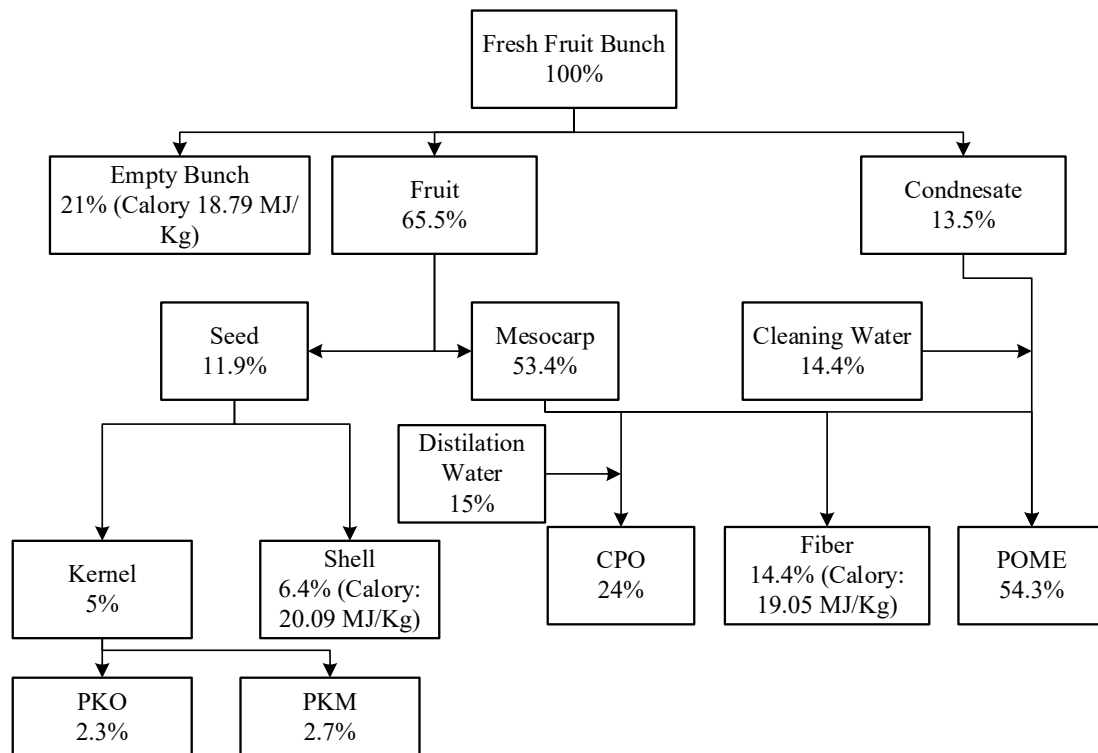 Fresh Fruit Bunch
100%
Empty Bunch
21% (Calory 18.79 MJ/
Kg)
Fruit
65.5%
Condnesate
13.5%
Seed
11.9%
Mesocarp
53.4%
Cleaning Water
14.4%
Distilation
Water
15%
Kernel
5%
Shell
6.4% (Calory:
20.09 MJ/Kg)
CPO
24%
Fiber
14.4% (Calory:
19.05 MJ/Kg)
POME
54.3%
PKO
2.3%
PKM
2.7%